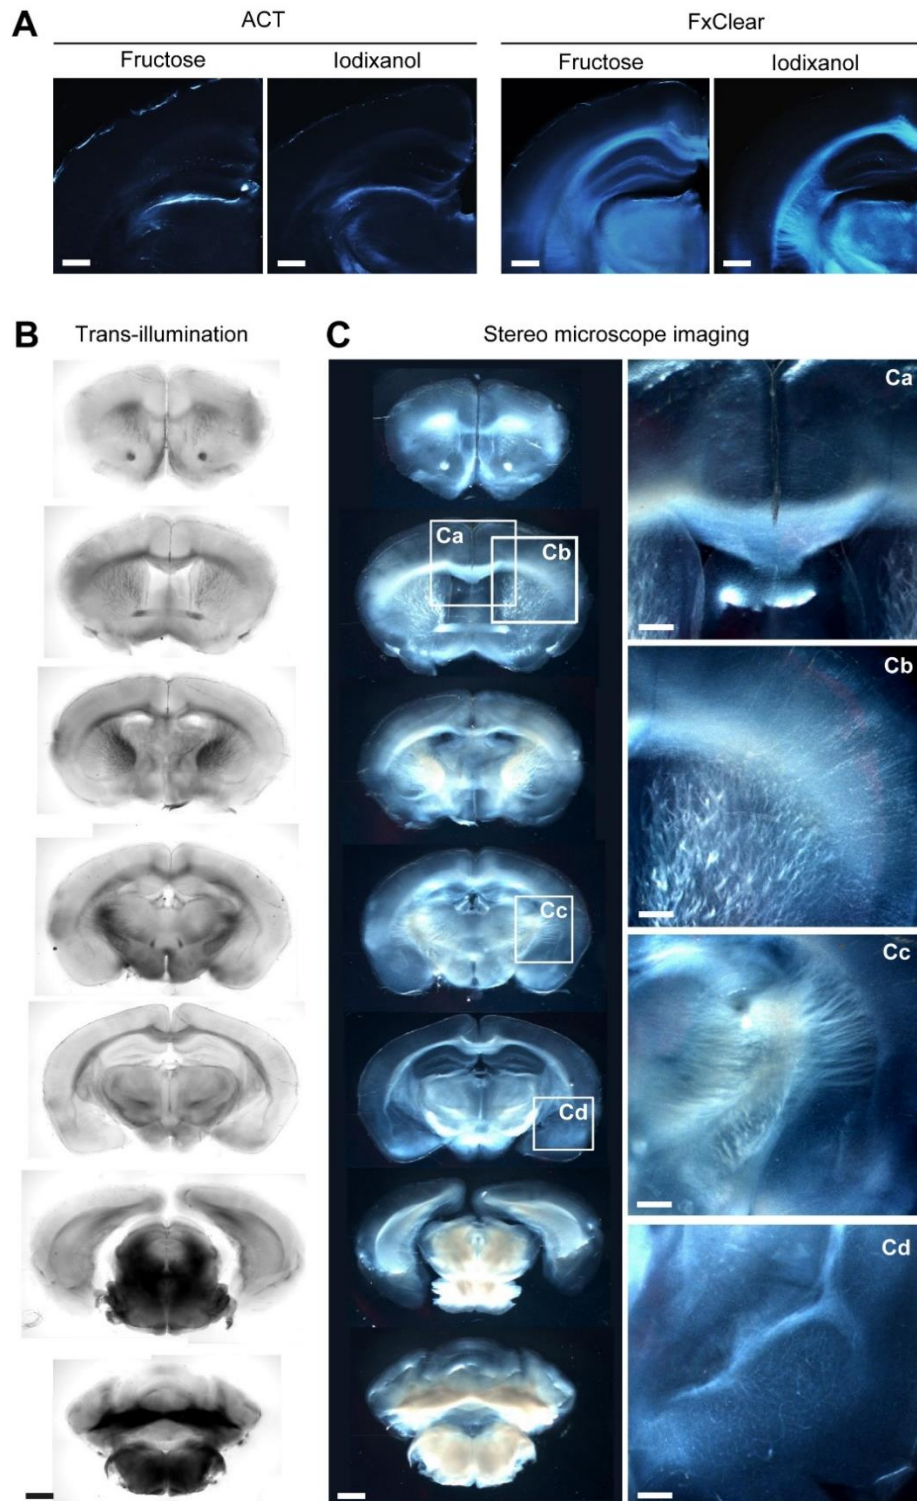 A ACT FxClear
Fructose Iodixanol Fructose Iodixanol
B Trans-illumination
C Stereo microscope imaging
Ca
Ca
Cb
Cb
Cc
Cc
Cd
Cd